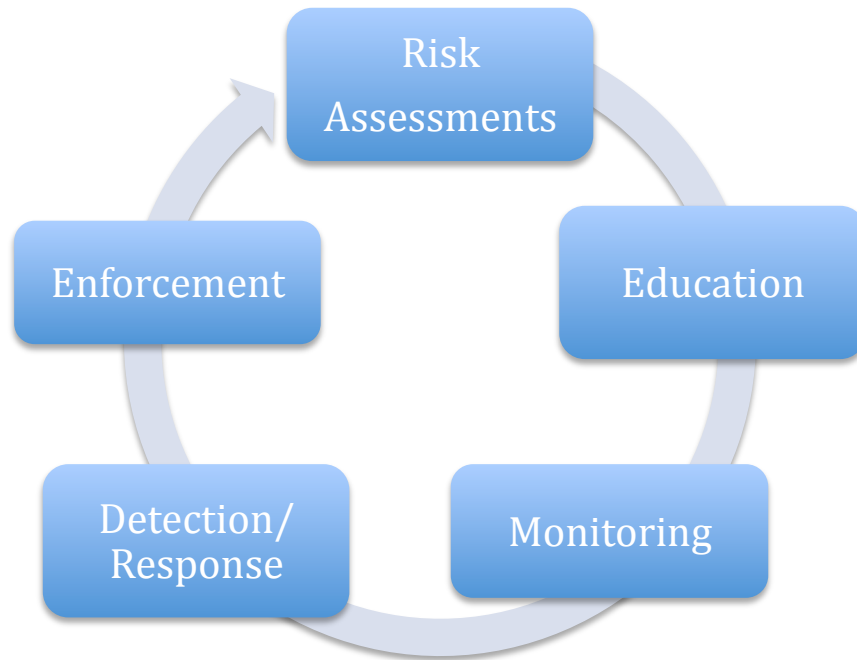 Risk
Assessments
Education
Monitoring
Detection/
Response
Enforcement